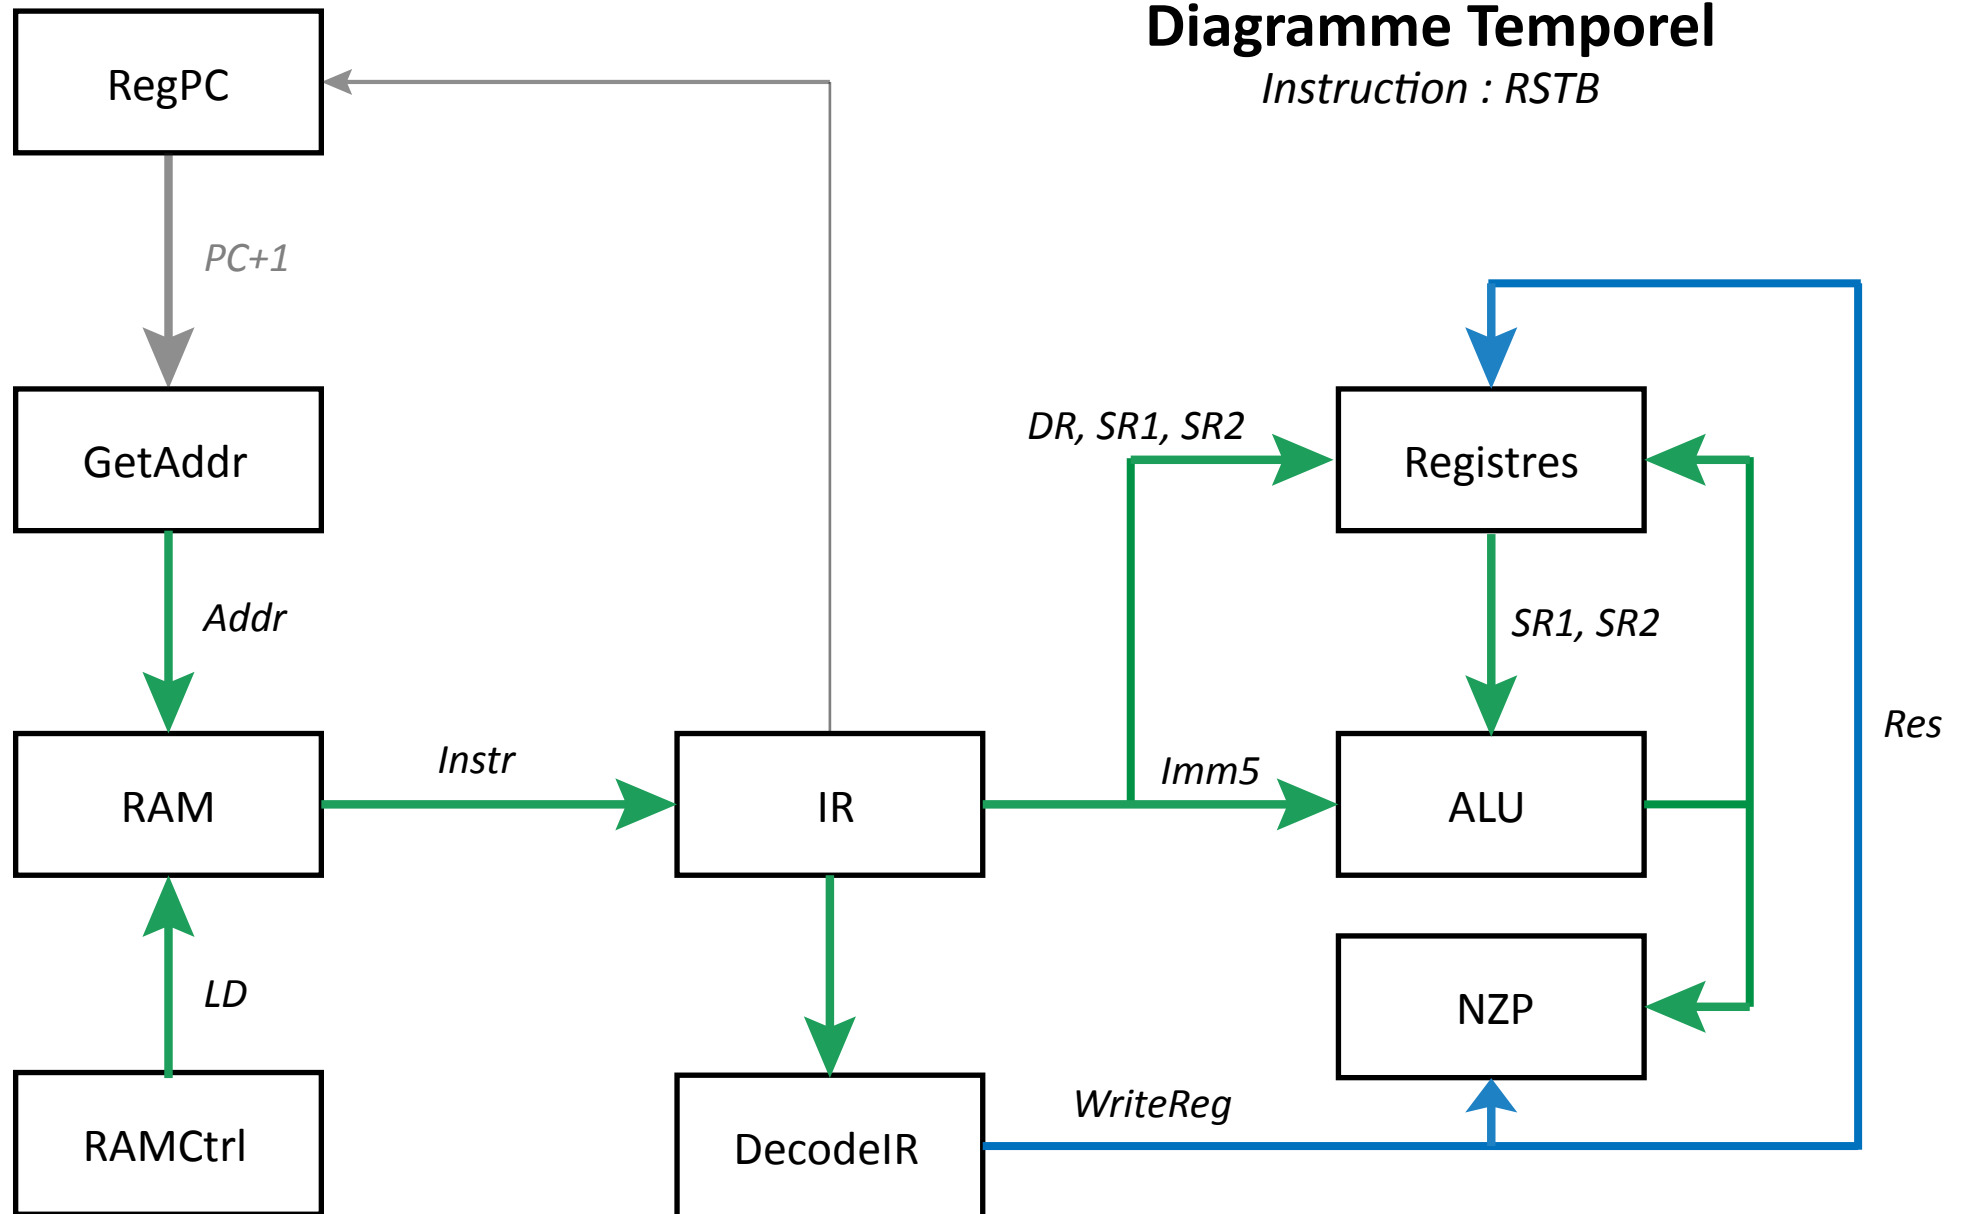 Diagramme Temporel
Instruction : RSTB
RegPC
PC+1
GetAddr
DR, SR1, SR2
Registres
Addr
SR1, SR2
Res
Instr
Imm5
RAM
IR
ALU
LD
NZP
WriteReg
RAMCtrl
DecodeIR